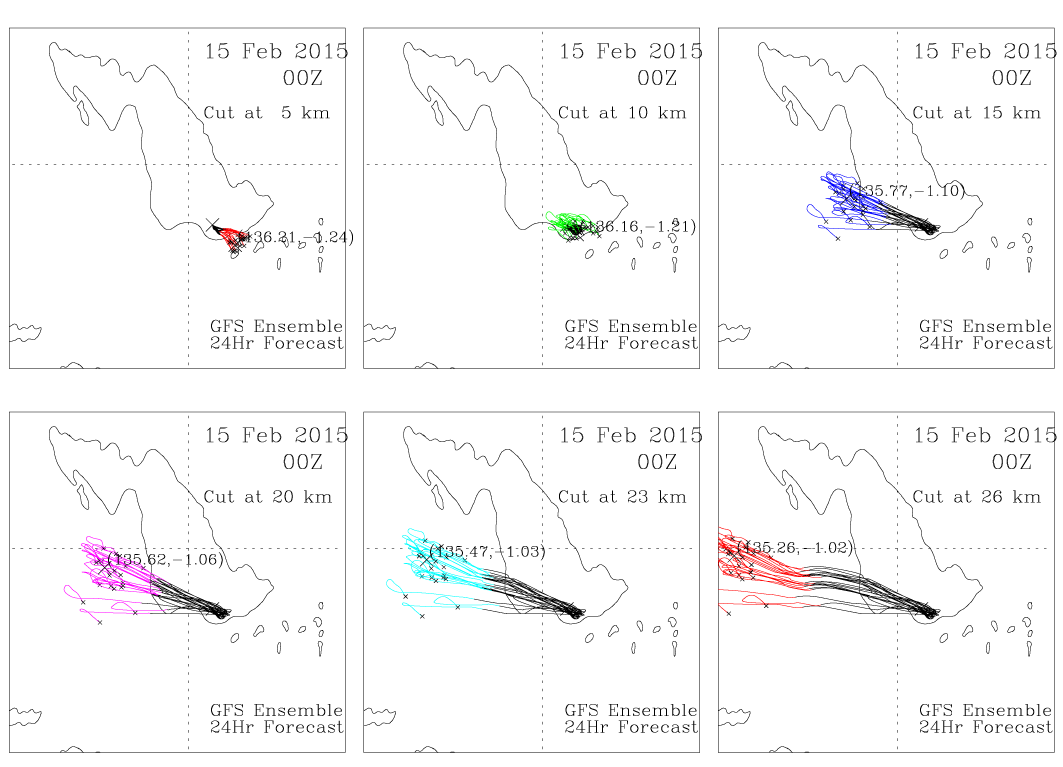 15 Feb 2015
00Z
Cut at 5 km
(136.21,−1.24)
GFS Ensemble
24Hr Forecast
15 Feb 2015
00Z
Cut at 10 km
(136.16,−1.21)
GFS Ensemble
24Hr Forecast
15 Feb 2015
00Z
Cut at 15 km
(135.77,−1.10)
GFS Ensemble
24Hr Forecast
15 Feb 2015
00Z
Cut at 20 km
(135.62,−1.06)
GFS Ensemble
24Hr Forecast
15 Feb 2015
00Z
Cut at 23 km
(135.47,−1.03)
GFS Ensemble
24Hr Forecast
15 Feb 2015
00Z
Cut at 26 km
(135.26,−1.02)
GFS Ensemble
24Hr Forecast